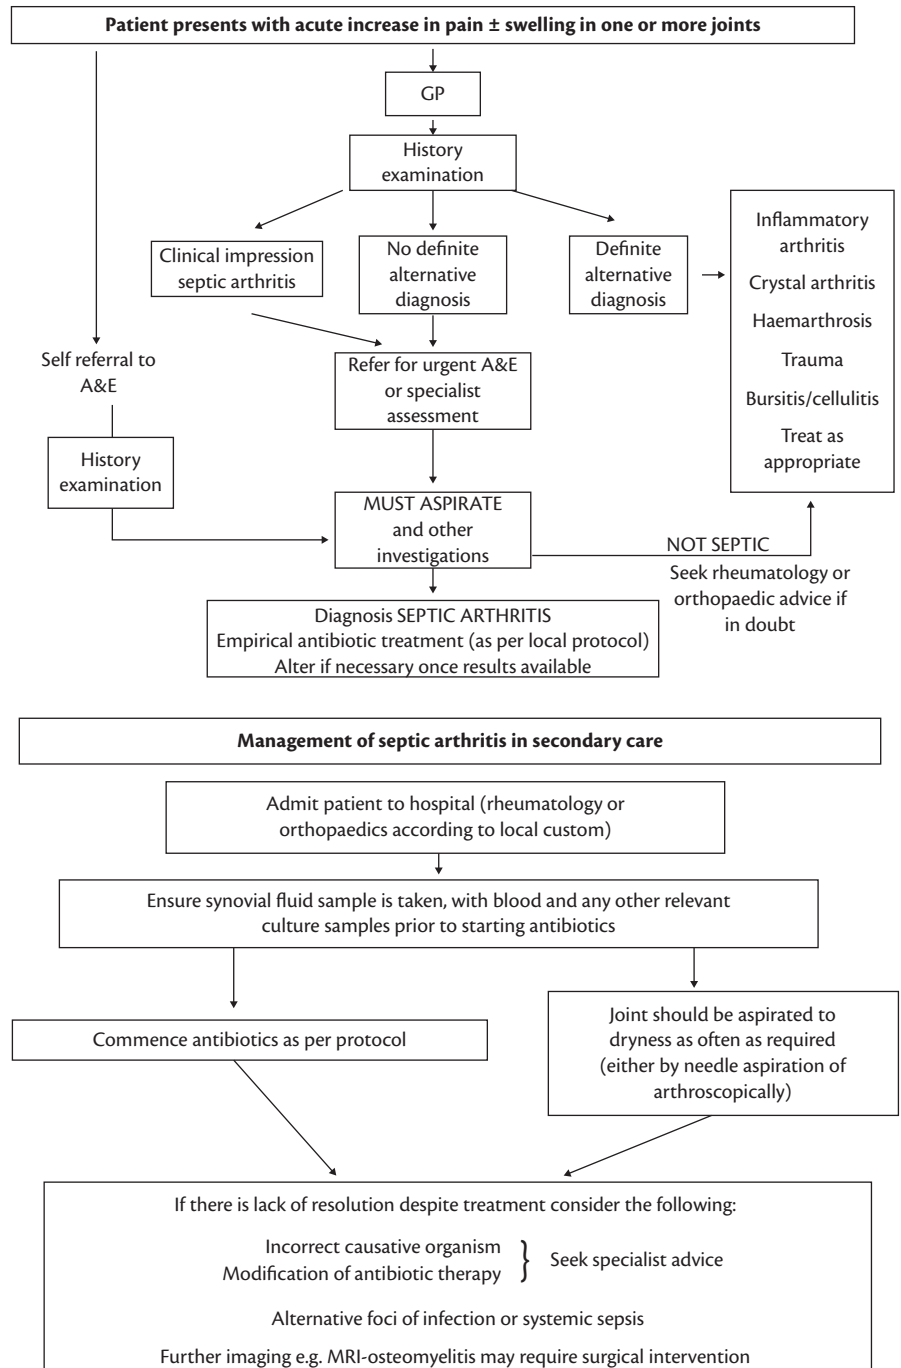 Patient presents with acute increase in pain ± swelling in one or more joints
GP
History
examination
Clinical impression
septic arthritis
No definite
alternative
diagnosis
Definite
alternative
diagnosis
Inflammatory
arthritis
Crystal arthritis
Haemarthrosis
Trauma
Bursitis/cellulitis
Treat as
appropriate
Self referral to
A&E
History
examination
Refer for urgent A&E
or specialist
assessment
MUST ASPIRATE
and other
investigations
NOT SEPTIC
Seek rheumatology or
orthopaedic advice if
in doubt
Diagnosis SEPTIC ARTHRITIS
Empirical antibiotic treatment (as per local protocol)
Alter if necessary once results available
Management of septic arthritis in secondary care
Admit patient to hospital (rheumatology or
orthopaedics according to local custom)
Ensure synovial fluid sample is taken, with blood and any other relevant
culture samples prior to starting antibiotics
Commence antibiotics as per protocol
Joint should be aspirated to
dryness as often as required
(either by needle aspiration of
arthroscopically)
If there is lack of resolution despite treatment consider the following:
Incorrect causative organism
Modification of antibiotic therapy
} Seek specialist advice
Alternative foci of infection or systemic sepsis
Further imaging e.g. MRI-osteomyelitis may require surgical intervention